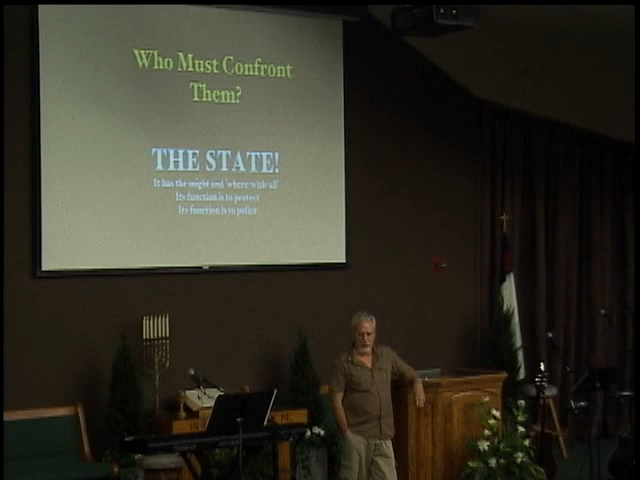 Who Must Confront
Them?
THE STATE!
It has the might and 'where-with-all'
Its function is to protect
Its function is to police